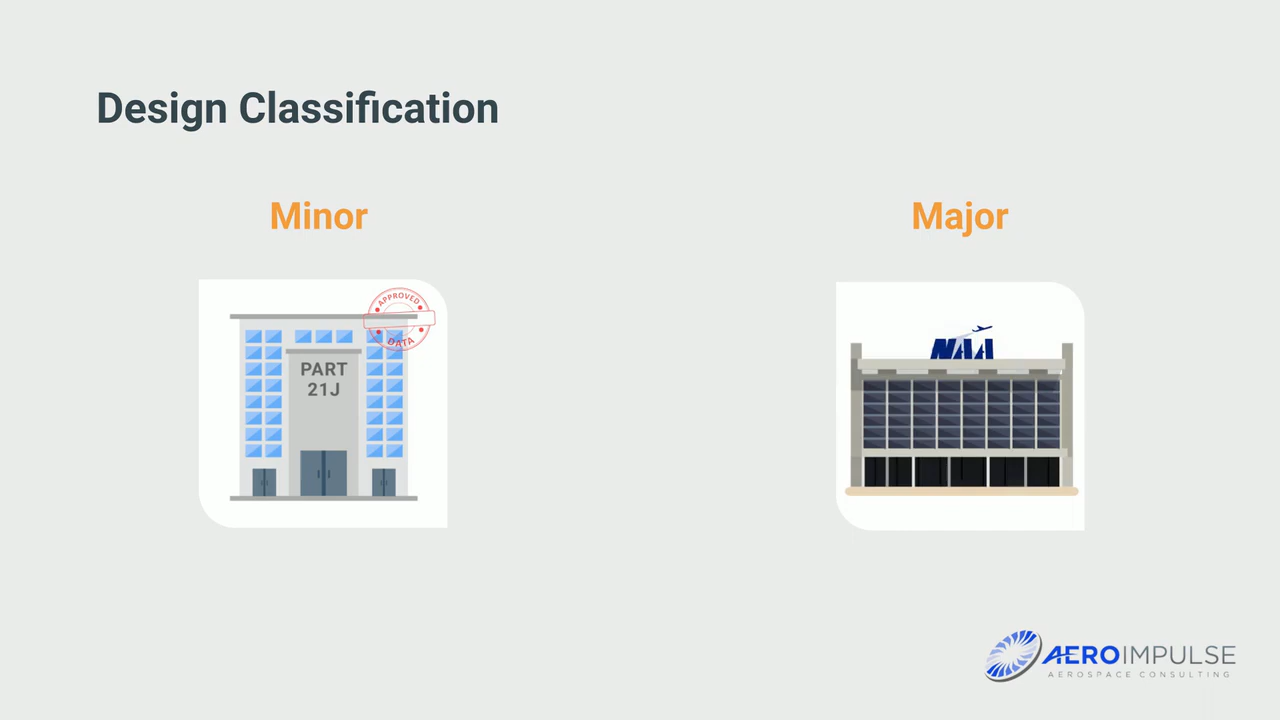 Design Classification
Minor
Major
APPROVED
DATA
PART
21J
NAA
AEROIMPULSE
AEROSPACE CONSULTING